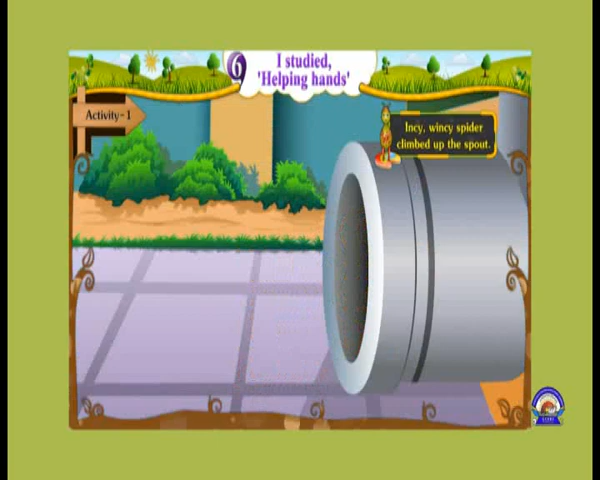 6
I studied,
'Helping hands'
Activity-1
Incy, wincy spider
climbed up the spout.